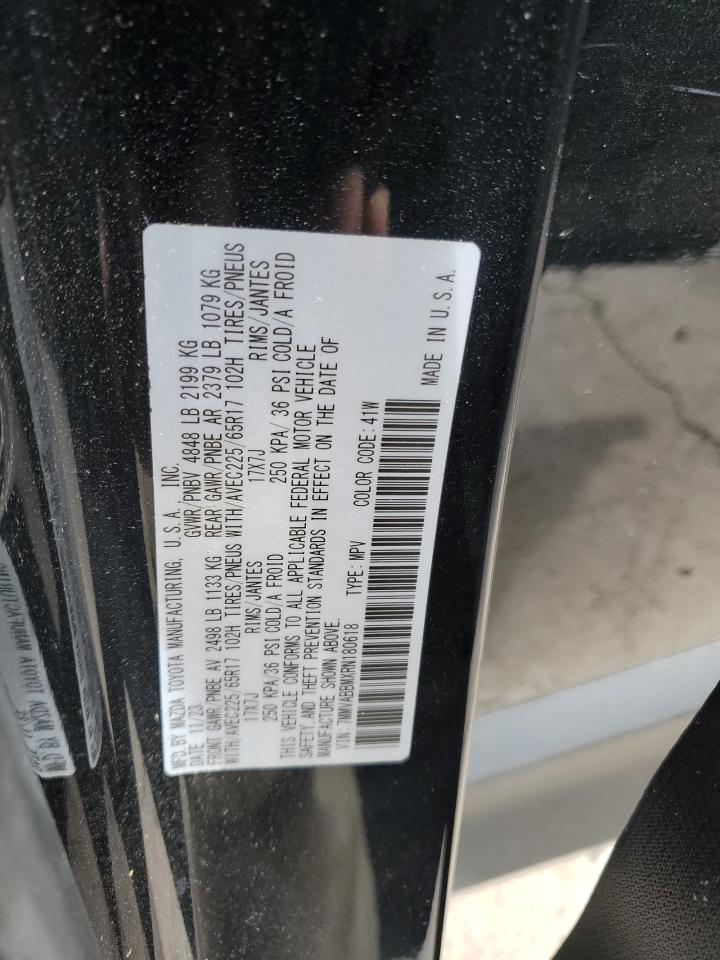 MFD.BY MAZDA TOYOTA MANUFACTURING, U.S.A., INC.
DATE 11/23 GVWR/PNBV 4848 LB 2199 KG
FRONT GAWR/PNBE AV 2498 LB 1133 KG REAR GAWR/PNBE AR 2379 LB 1079 KG
WITH/AVEC225/65R17 102H TIRES/PNEUS WITH/AVEC225/65R17 102H TIRES/PNEUS
17X7J RIMS/JANTES 17X7J RIMS/JANTES
250 KPA/36 PSI COLD/A FROID 250 KPA/ 36 PSI COLD/A FROID
THIS VEHICLE CONFORMS TO ALL APPLICABLE FEDERAL MOTOR VEHICLE
SAFETY,AND THEFT PREVENTION STANDARDS IN EFFECT ON THE DATE OF
MANUFACTURE SHOWN ABOVE.
VIN: 7MMVABBMXRN180618 TYPE: MPV COLOR CODE: 41W
MADE IN U.S.A.